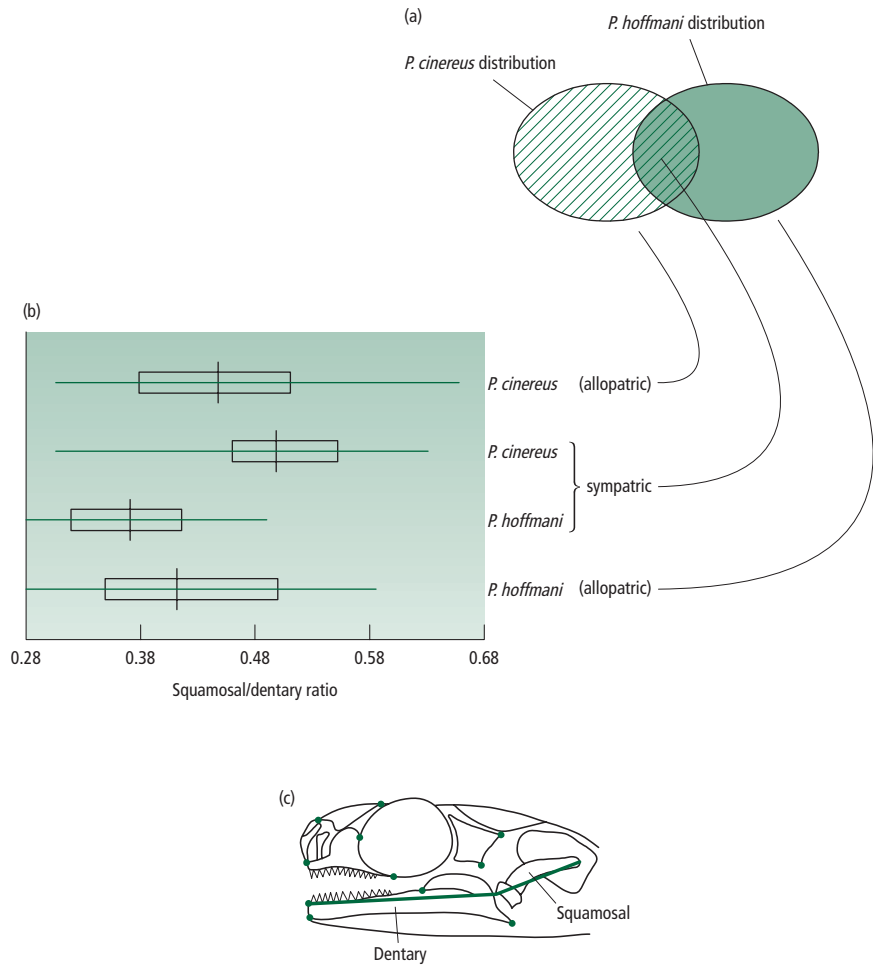 (a)
P. hoffmani distribution
P. cinereus distribution
(b)
P. cinereus (allopatric)
P. cinereus
sympatric
P. hoffmani
P. hoffmani (allopatric)
0.28 0.38 0.48 0.58 0.68
Squamosal/dentary ratio
(c)
Squamosal
Dentary